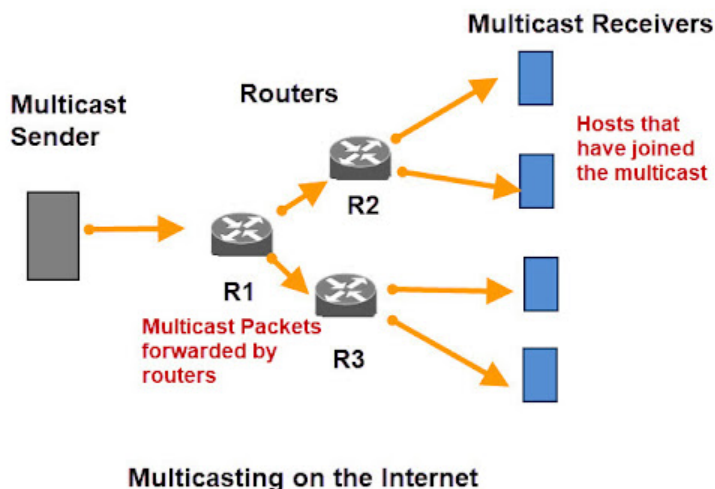 Multicast Receivers
Multicast
Sender
Routers
Hosts that
have joined
the multicast
R2
R1
Multicast Packets
forwarded by
routers
R3
Multicasting on the Internet